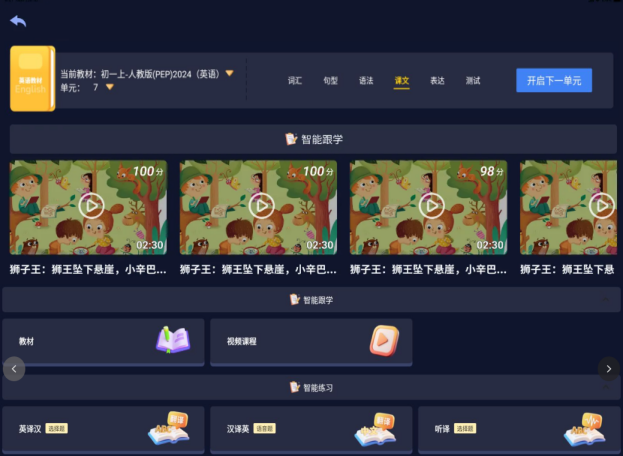 英语教材
English
当前教材：初一上-人教版(PEP)2024（英语）
单元： 7
词汇 句型 语法 课文 表达 测试
开启下一单元
智能跟学
100分 100分 98分
02:30 02:30 02:30
狮子王：狮王坠下悬崖，小辛巴... 狮子王：狮王坠下悬崖，小辛巴... 狮子王：狮王坠下悬崖，小辛巴... 狮子王：狮王坠下悬
智能跟学
教材 视频课程
智能练习
英译汉 选择题 汉译英 语音题 听译 选择题